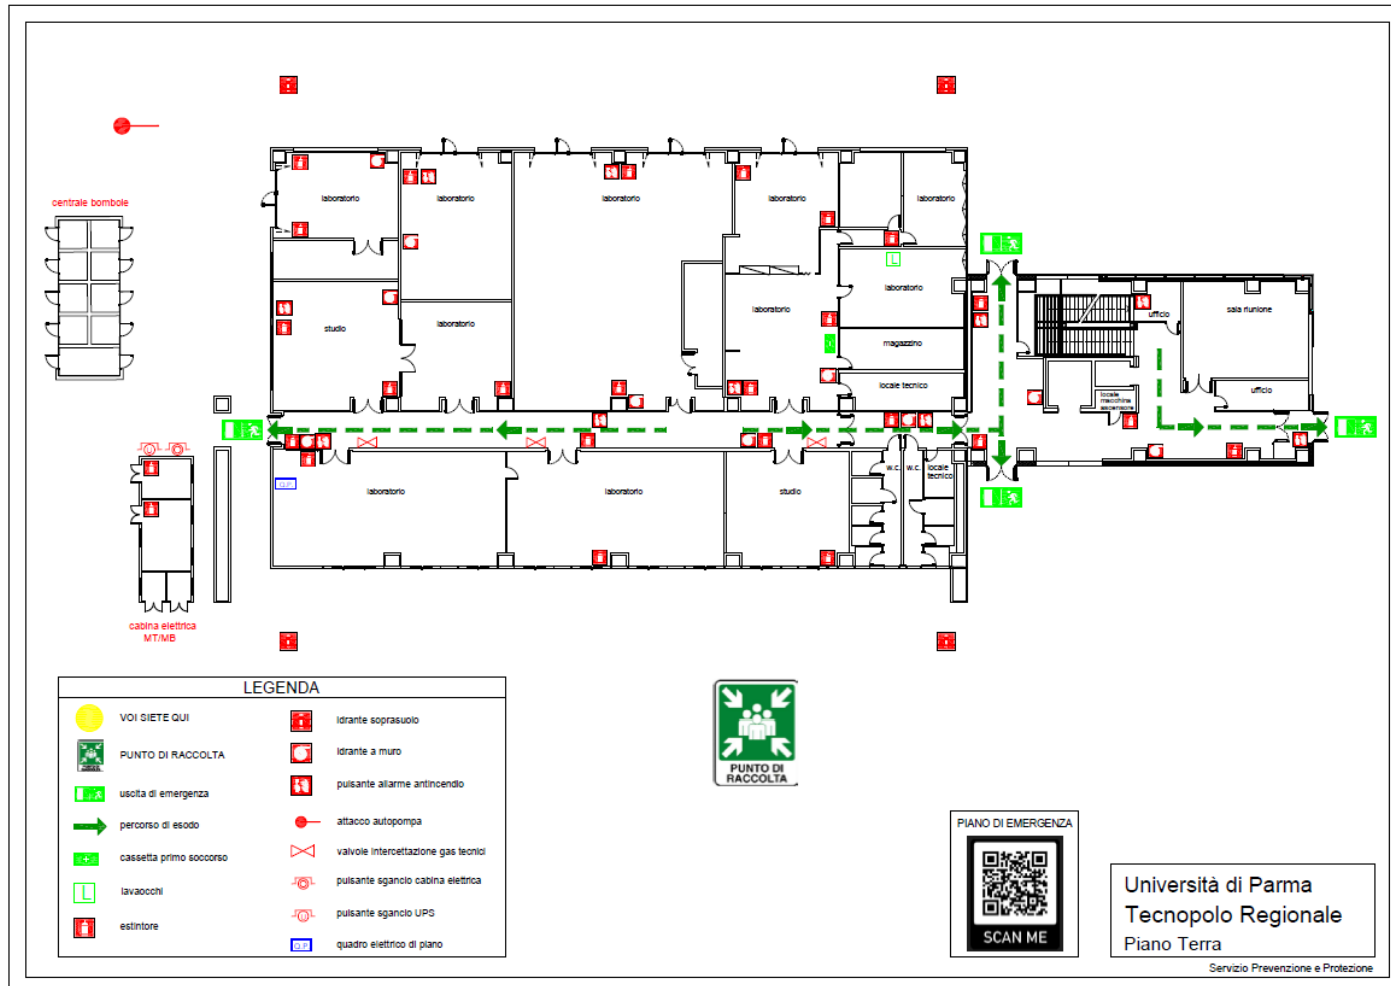 laboratorio
laboratorio
laboratorio
laboratorio
laboratorio
centrale bombole
L
laboratorio
studio
laboratorio
laboratorio
ufficio
sala riunione
magazzino
locale tecnico
ufficio
locale
macchine
ascensore
Q.P.
laboratorio
laboratorio
studio
w.c.
w.c.
locale
tecnico
cabina elettrica
MT/MB
LEGENDA
VOI SIETE QUI
PUNTO DI RACCOLTA
uscita di emergenza
percorso di esodo
cassetta primo soccorso
L
lavaocchi
estintore
idrante soprasuolo
idrante a muro
pulsante allarme antincendio
attacco autopompa
valvole intercettazione gas tecnici
pulsante sgancio cabina elettrica
pulsante sgancio UPS
Q.P.
quadro elettrico di piano
PUNTO DI
RACCOLTA
PIANO DI EMERGENZA
SCAN ME
Università di Parma
Tecnopolo Regionale
Piano Terra
Servizio Prevenzione e Protezione